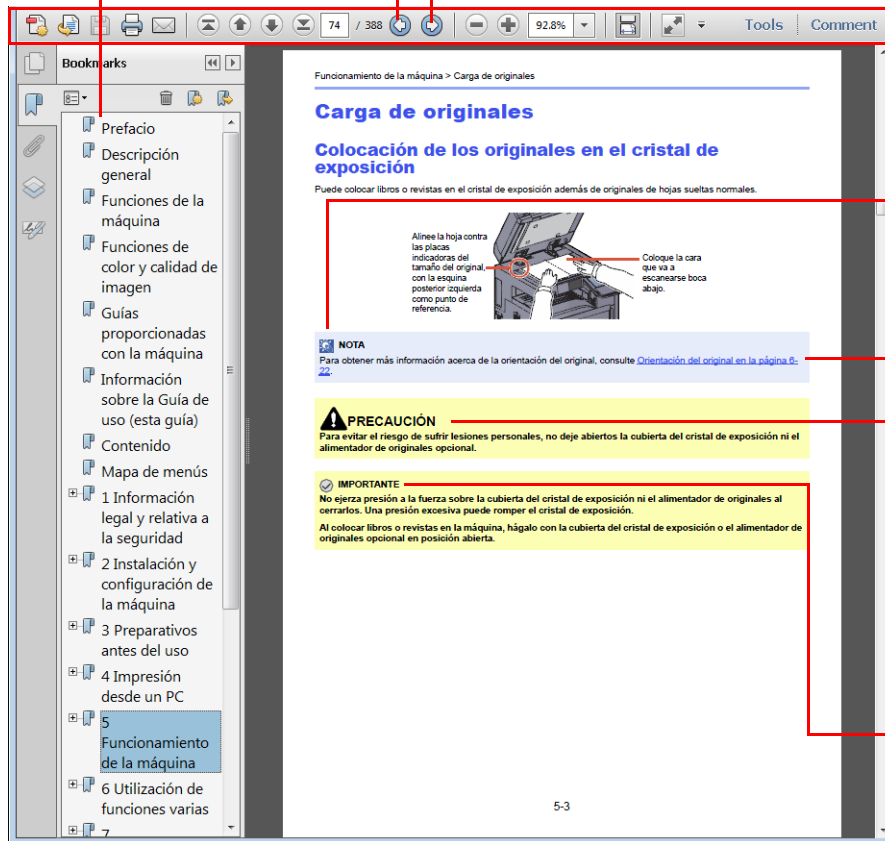 74 / 388
92.8%
Tools
Comment
Bookmarks
Prefacio
Descripción
general
Funciones de la
máquina
Funciones de
color y calidad de
imagen
Guías
proporcionadas
con la máquina
Información
sobre la Guía de
uso (esta guía)
Contenido
Mapa de menús
1 Información
legal y relativa a
la seguridad
2 Instalación y
configuración de
la máquina
3 Preparativos
antes del uso
4 Impresión
desde un PC
5
Funcionamiento
de la máquina
6 Utilización de
funciones varias
7
Funcionamiento de la máquina > Carga de originales
Carga de originales
Colocación de los originales en el cristal de
exposición
Puede colocar libros o revistas en el cristal de exposición además de originales de hojas sueltas normales.
Alinee la hoja contra
las placas
indicadoras del
tamaño del original,
con la esquina
posterior izquierda
como punto de
referencia.
Coloque la cara
que va a
escanearse boca
abajo.
NOTA
Para obtener más información acerca de la orientación del original, consulte Orientación del original en la página 6-
22.
PRECAUCIÓN
Para evitar el riesgo de sufrir lesiones personales, no deje abiertos la cubierta del cristal de exposición ni el
alimentador de originales opcional.
IMPORTANTE
No ejerza presión a la fuerza sobre la cubierta del cristal de exposición ni el alimentador de originales al
cerrarlos. Una presión excesiva puede romper el cristal de exposición.
Al colocar libros o revistas en la máquina, hágalo con la cubierta del cristal de exposición o el alimentador de
originales opcional en posición abierta.
5-3